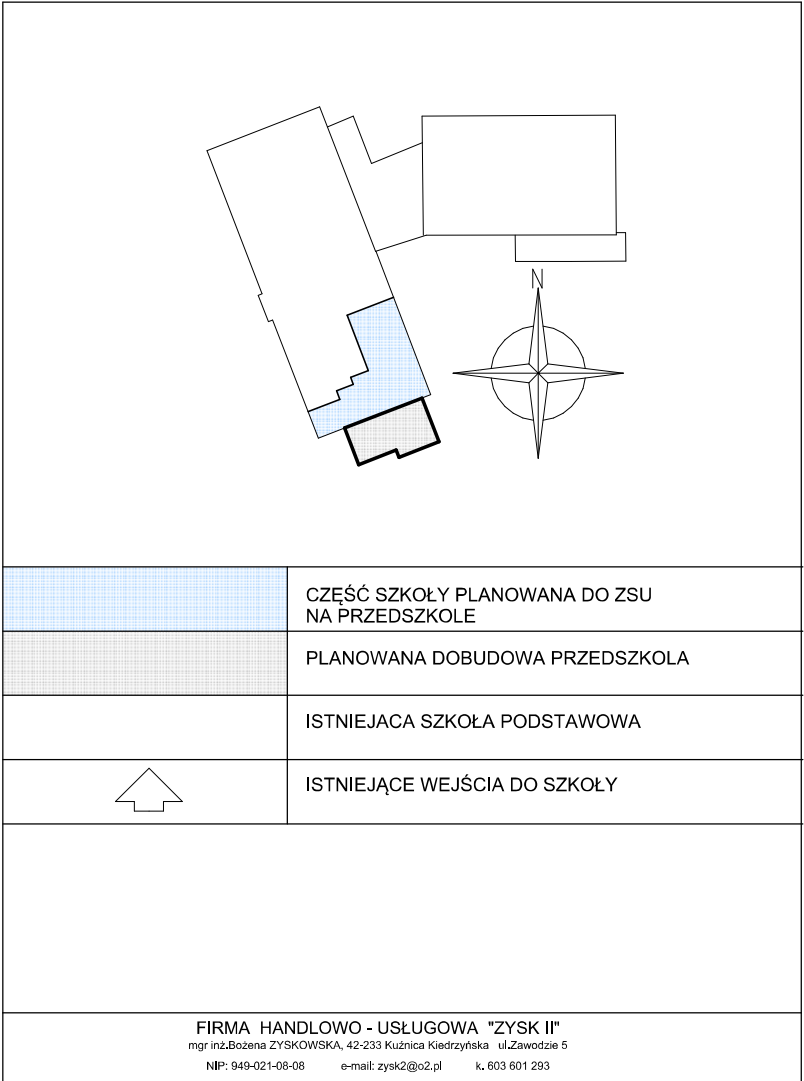 N
CZĘŚĆ SZKOŁY PLANOWANA DO ZSU
NA PRZEDSZKOLE
PLANOWANA DOBUDOWA PRZEDSZKOLA
ISTNIEJACA SZKOŁA PODSTAWOWA
ISTNIEJĄCE WEJŚCIA DO SZKOŁY
FIRMA HANDLOWO - USŁUGOWA "ZYSK II"
mgr inż.Bożena ZYSKOWSKA, 42-233 Kuźnica Kiedrzyńska ul.Zawodzie 5
NIP: 949-021-08-08 e-mail: zysk2@o2.pl k. 603 601 293